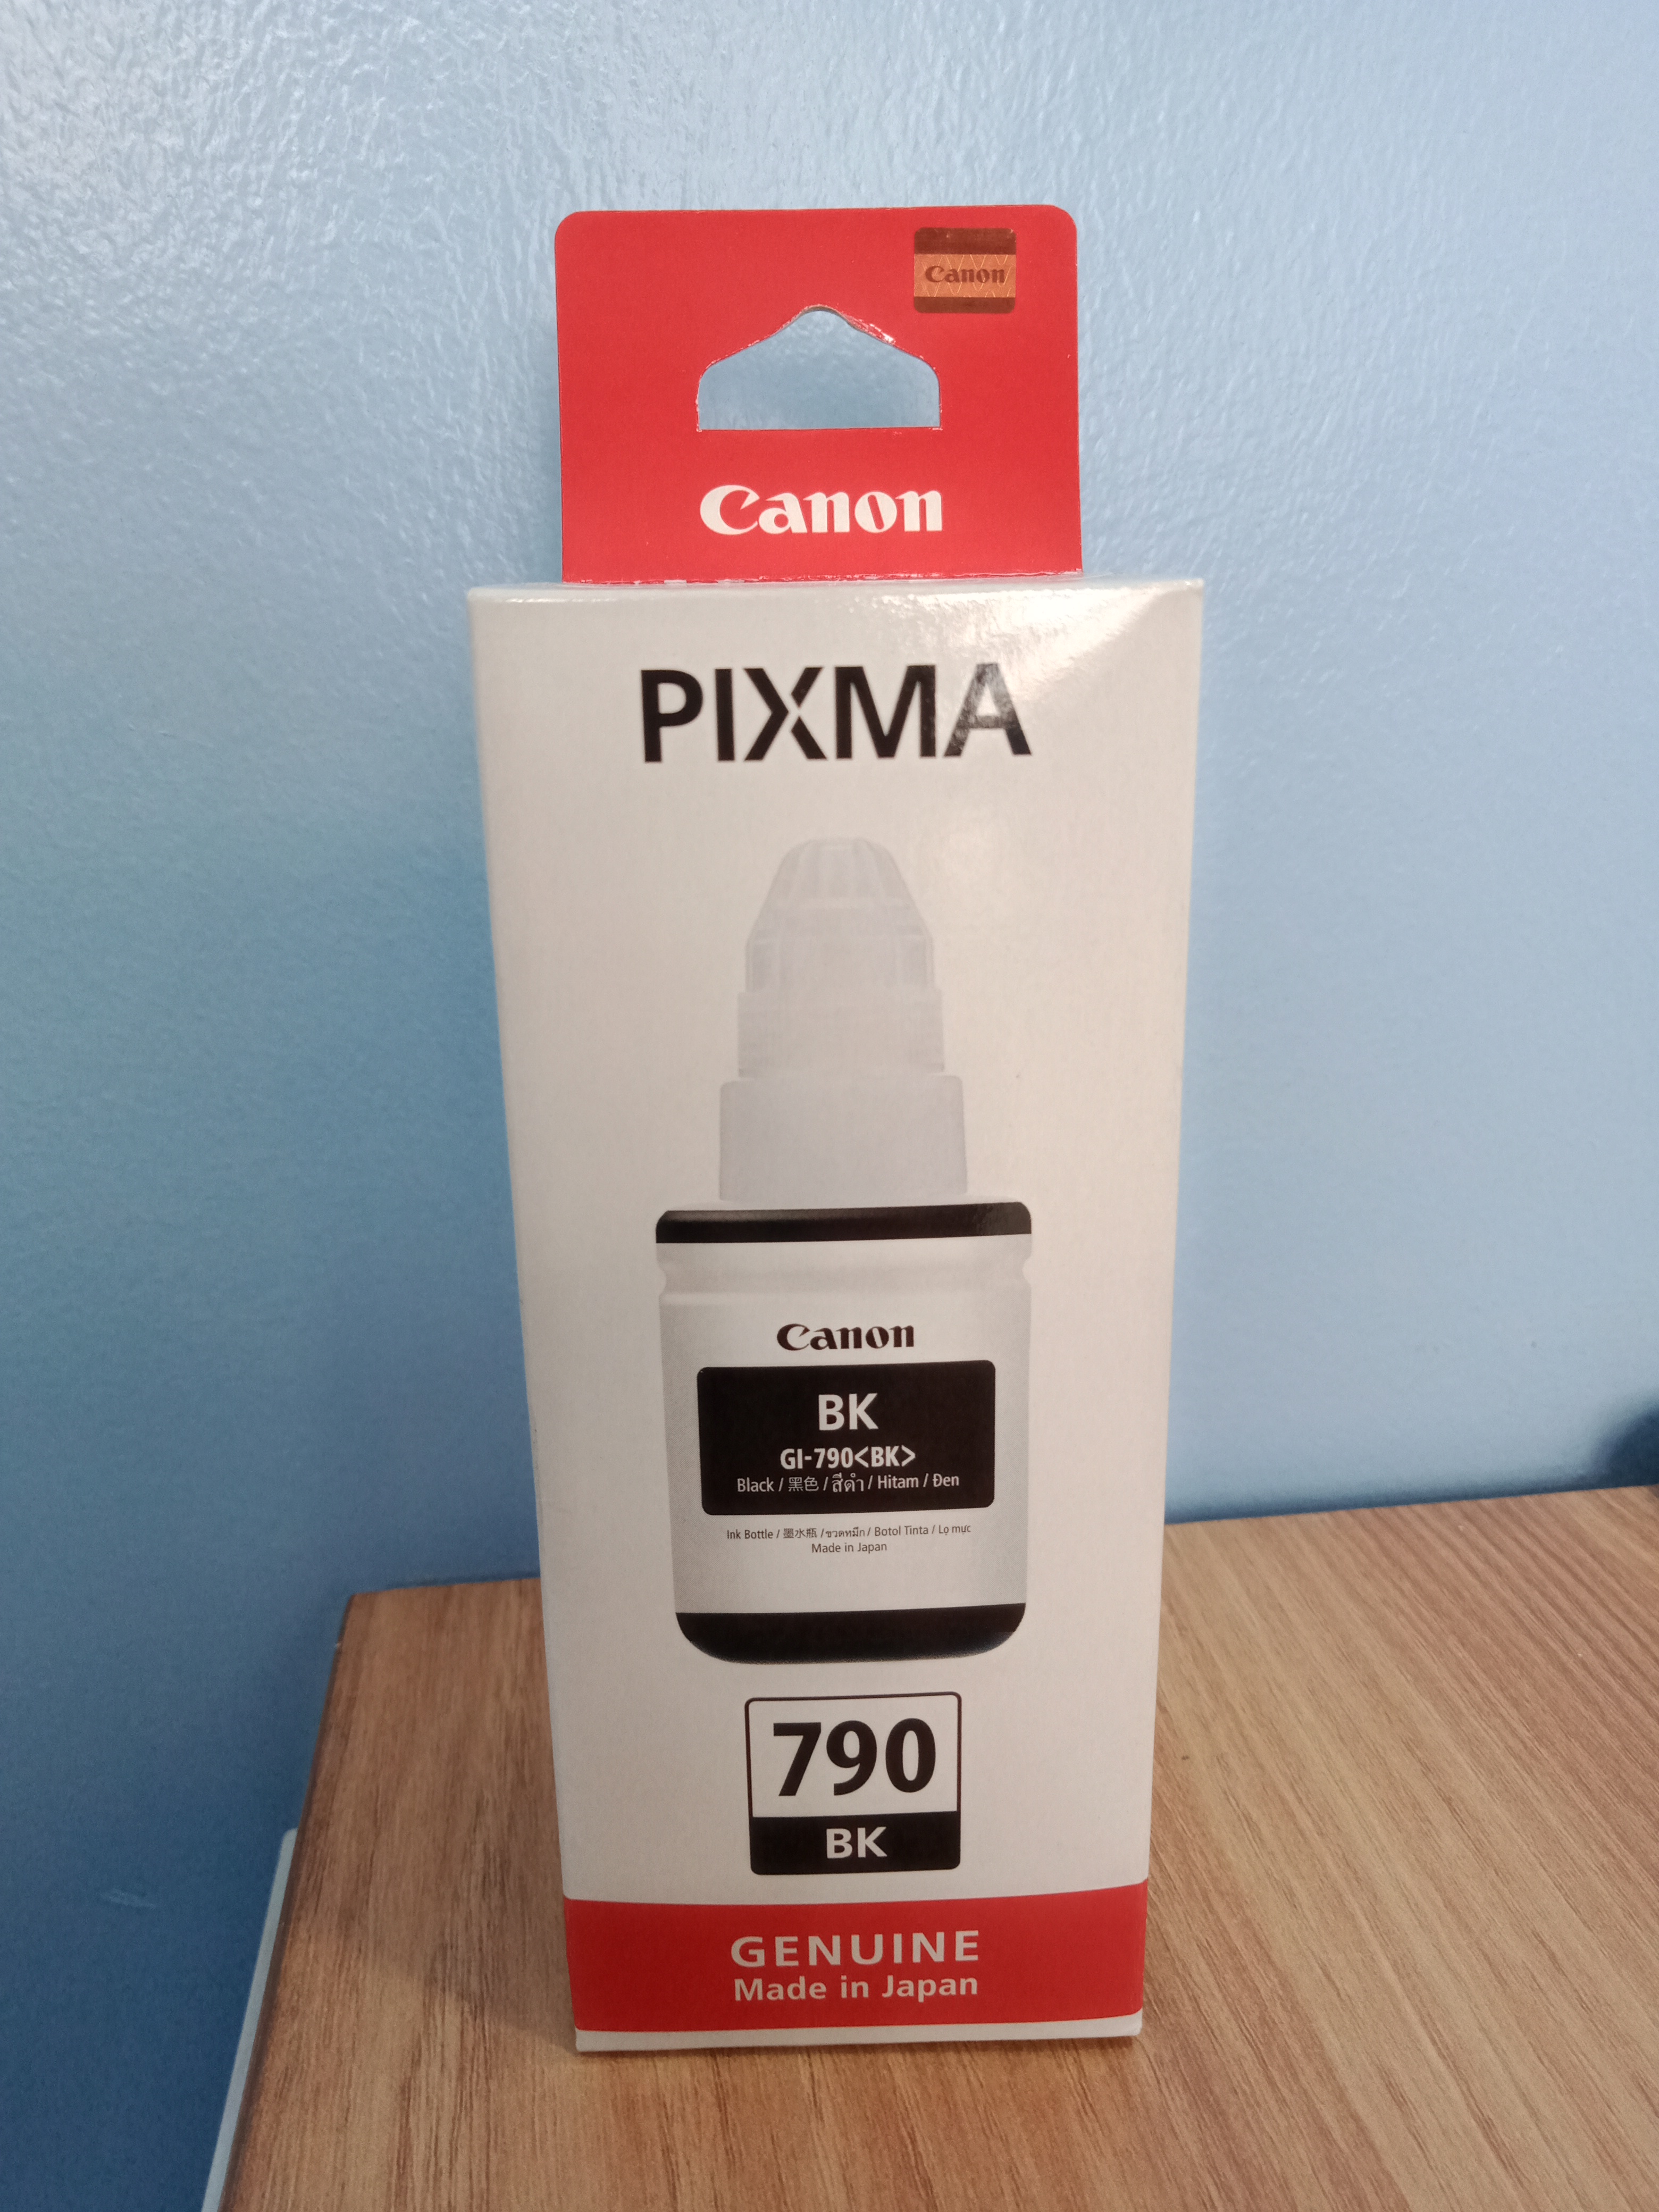 Canon
Canon
PIXMA
Canon
BK
GI-790<BK>
Black / 黑色 / สีดำ / Hitam / Đen
Ink Bottle / 墨水瓶 / ขวดหมึก / Botol Tinta / Lọ mực
Made in Japan
790
BK
GENUINE
Made in Japan